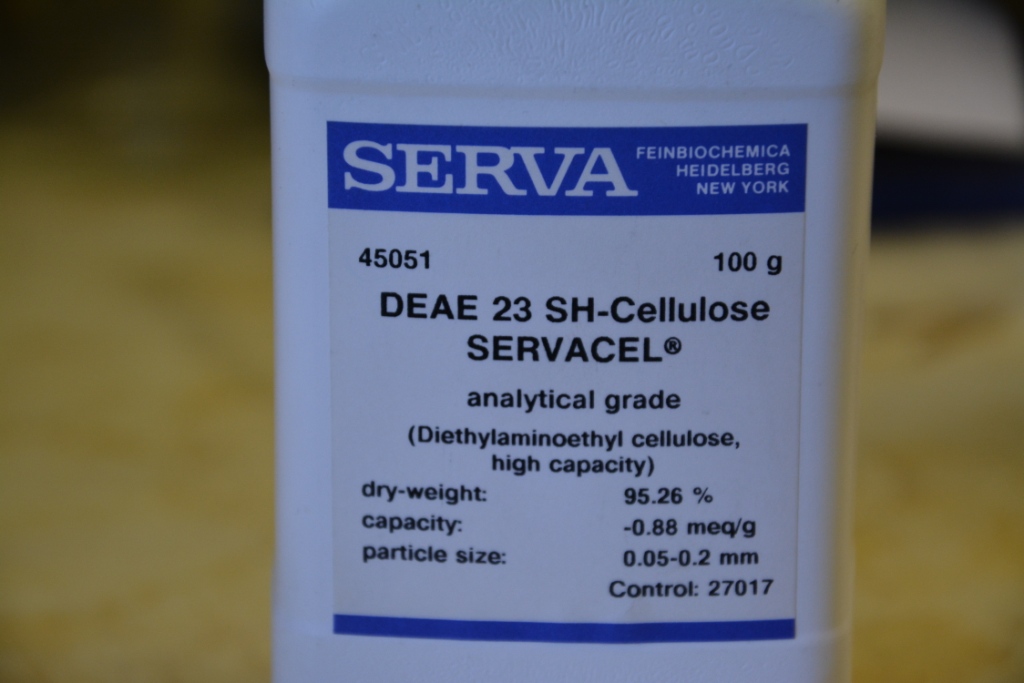 SERVA FEINBIOCHEMICA
HEIDELBERG
NEW YORK
45051 100 g
DEAE 23 SH-Cellulose
SERVACEL®
analytical grade
(Diethylaminoethyl cellulose,
high capacity)
dry-weight: 95.26 %
capacity: -0.88 meq/g
particle size: 0.05-0.2 mm
Control: 27017